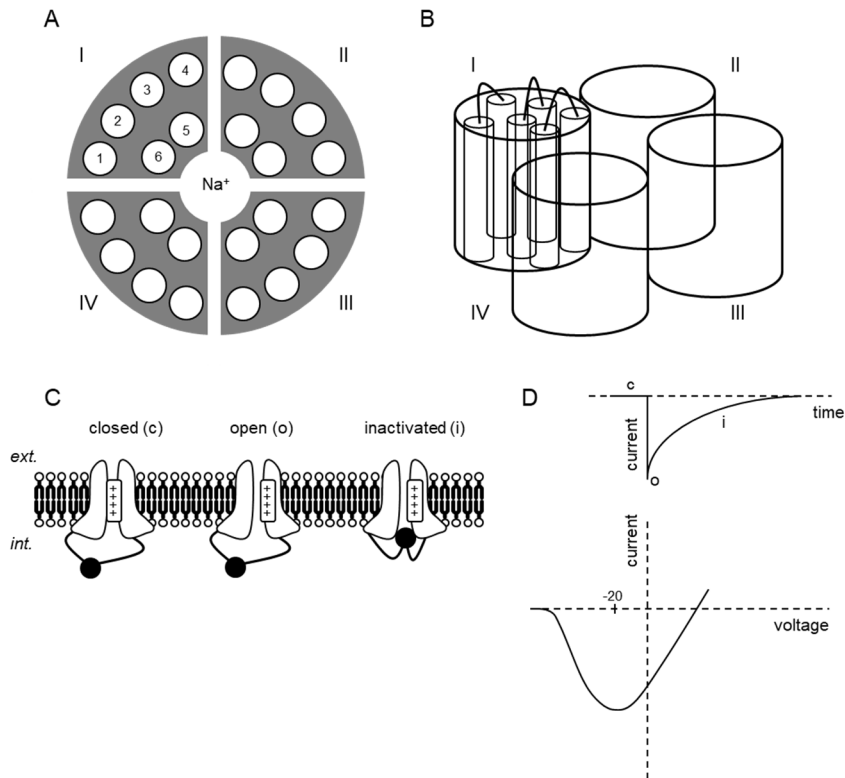 A
I
II
1
2
3
4
5
6
Na⁺
IV
III
B
I
II
IV
III
C
closed (c)
open (o)
inactivated (i)
ext.
int.
++++
++++
++++
D
c
time
current
i
o
current
-20
voltage